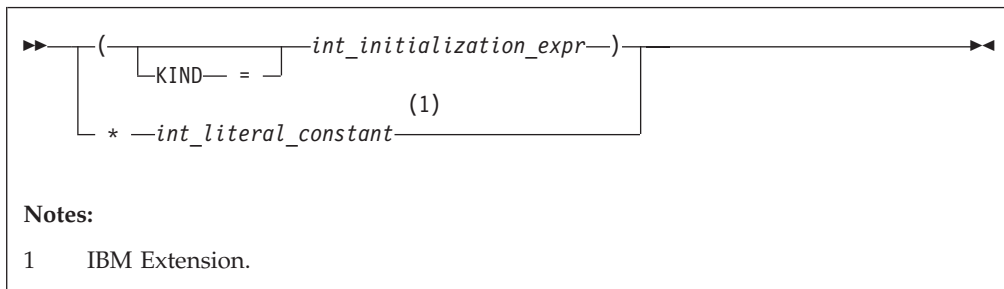 ( int_initialization_expr )
KIND =
(1)
* int_literal_constant
Notes:
1 IBM Extension.